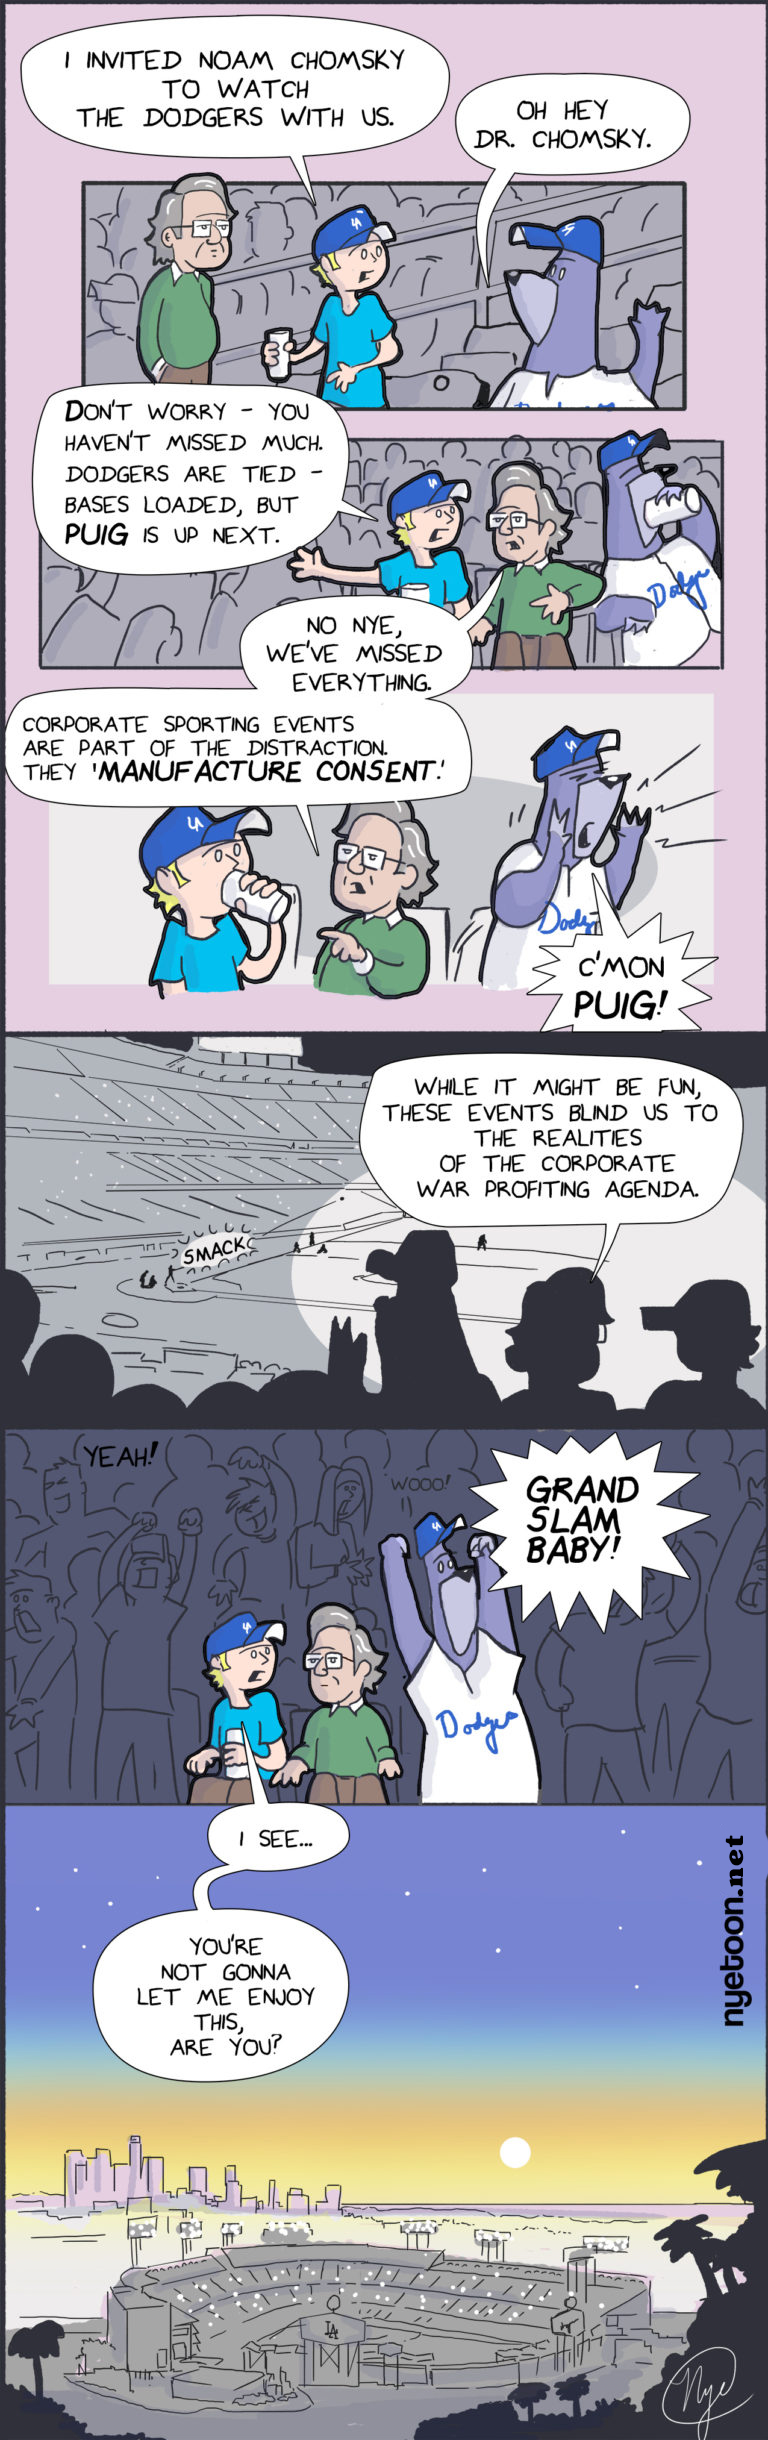 I INVITED NOAM CHOMSKY
TO WATCH
THE DODGERS WITH US.
OH HEY
DR. CHOMSKY.
DON'T WORRY - YOU
HAVEN'T MISSED MUCH.
DODGERS ARE TIED -
BASES LOADED, BUT
PUIG IS UP NEXT.
NO NYE,
WE'VE MISSED
EVERYTHING.
CORPORATE SPORTING EVENTS
ARE PART OF THE DISTRACTION.
THEY 'MANUFACTURE CONSENT.'
C'MON
PUIG!
WHILE IT MIGHT BE FUN,
THESE EVENTS BLIND US TO
THE REALITIES
OF THE CORPORATE
WAR PROFITING AGENDA.
SMACK
YEAH!
WOOO!
GRAND
SLAM
BABY!
Dodgers
I SEE...
YOU'RE
NOT GONNA
LET ME ENJOY
THIS,
ARE YOU?
nyetoon.net
LA
Nye